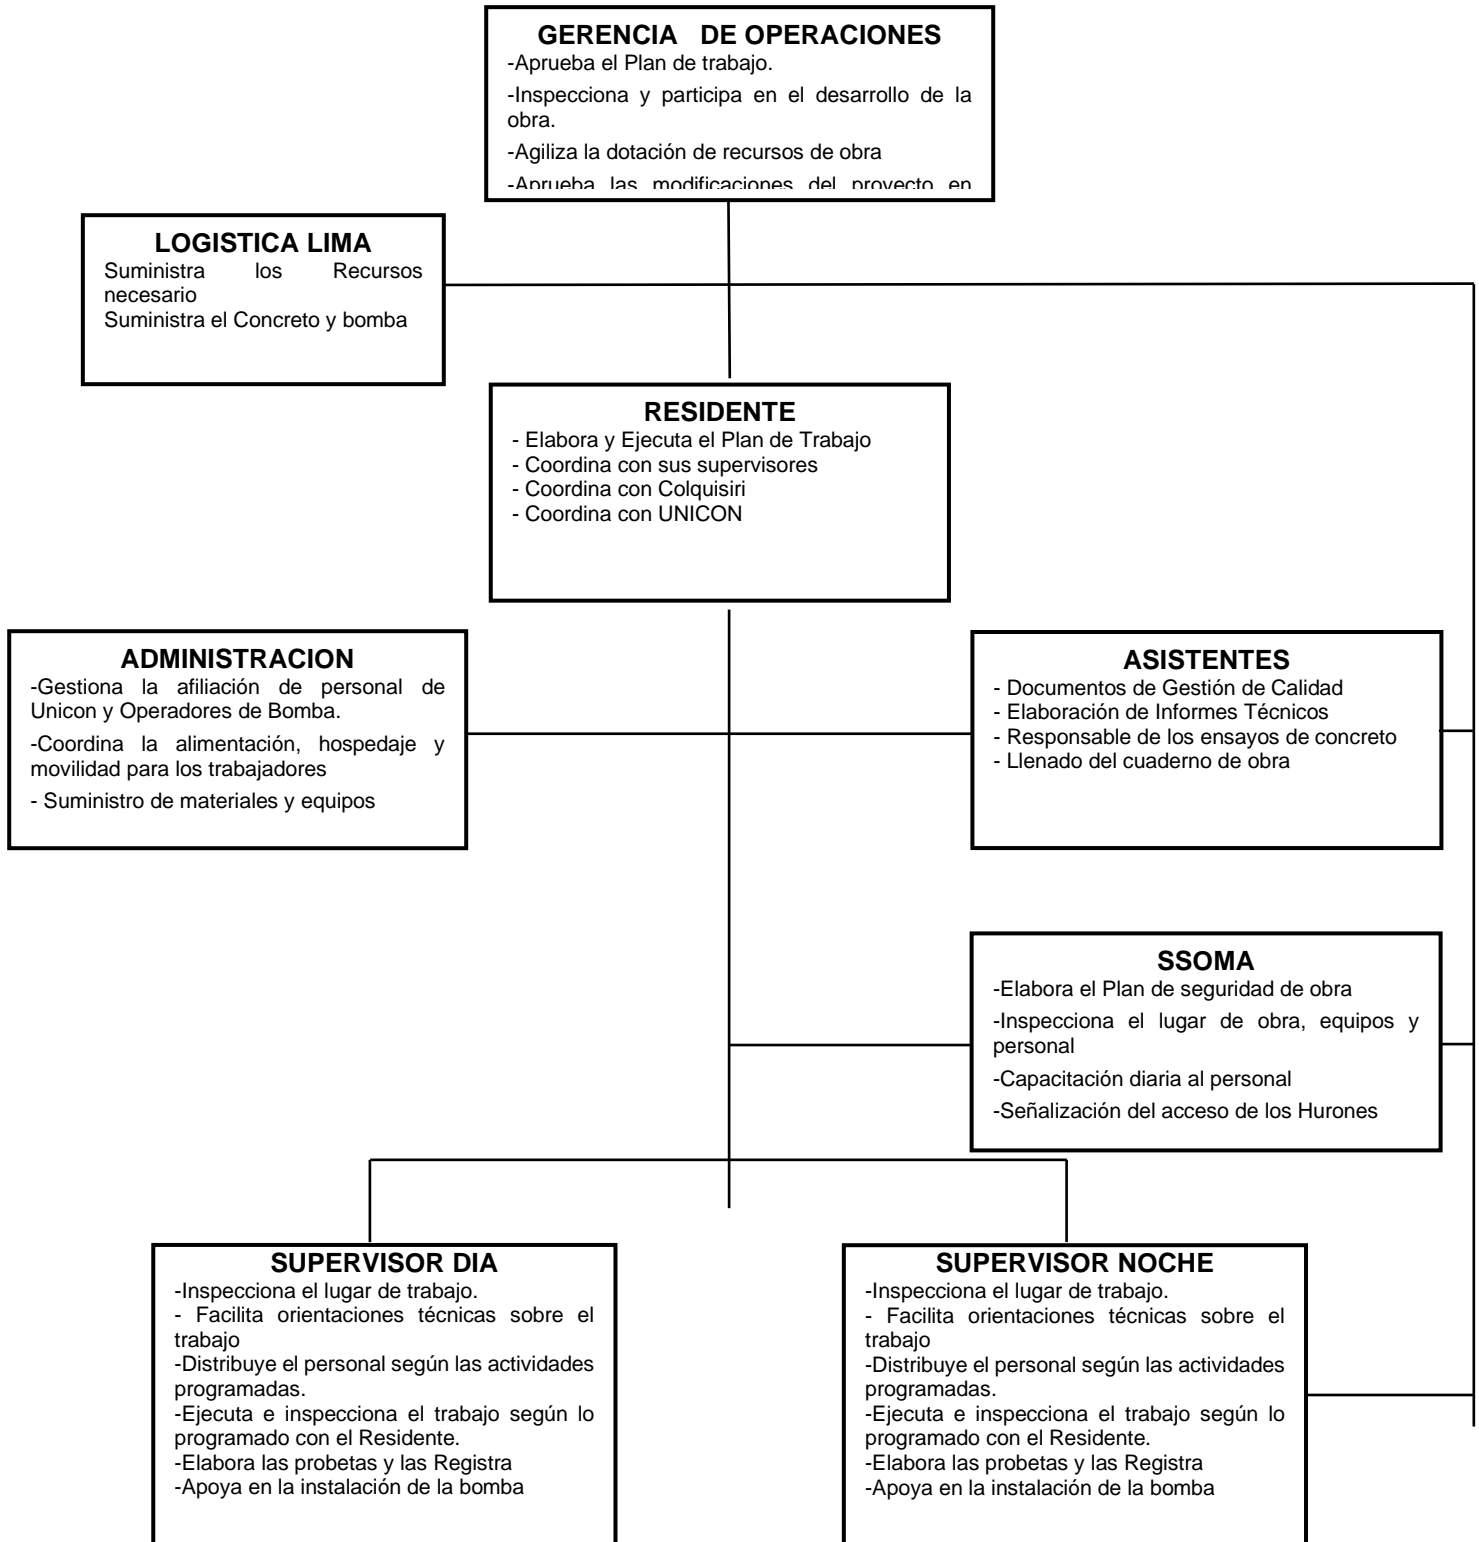 GERENCIA DE OPERACIONES
-Aprueba el Plan de trabajo.
-Inspecciona y participa en el desarrollo de la
obra.
-Agiliza la dotación de recursos de obra
-Aprueba las modificaciones del proyecto en
LOGISTICA LIMA
Suministra los Recursos
necesario
Suministra el Concreto y bomba
RESIDENTE
- Elabora y Ejecuta el Plan de Trabajo
- Coordina con sus supervisores
- Coordina con Colquisiri
- Coordina con UNICON
ADMINISTRACION
-Gestiona la afiliación de personal de
Unicon y Operadores de Bomba.
-Coordina la alimentación, hospedaje y
movilidad para los trabajadores
- Suministro de materiales y equipos
ASISTENTES
- Documentos de Gestión de Calidad
- Elaboración de Informes Técnicos
- Responsable de los ensayos de concreto
- Llenado del cuaderno de obra
SSOMA
-Elabora el Plan de seguridad de obra
-Inspecciona el lugar de obra, equipos y
personal
-Capacitación diaria al personal
-Señalización del acceso de los Hurones
SUPERVISOR DIA
-Inspecciona el lugar de trabajo.
- Facilita orientaciones técnicas sobre el
trabajo
-Distribuye el personal según las actividades
programadas.
-Ejecuta e inspecciona el trabajo según lo
programado con el Residente.
-Elabora las probetas y las Registra
-Apoya en la instalación de la bomba
SUPERVISOR NOCHE
-Inspecciona el lugar de trabajo.
- Facilita orientaciones técnicas sobre el
trabajo
-Distribuye el personal según las actividades
programadas.
-Ejecuta e inspecciona el trabajo según lo
programado con el Residente.
-Elabora las probetas y las Registra
-Apoya en la instalación de la bomba